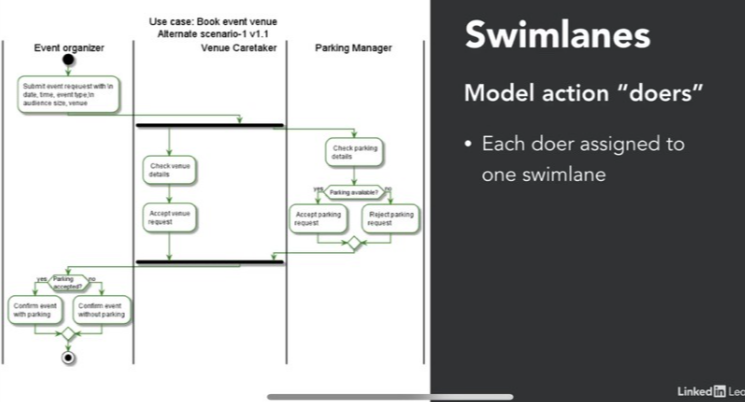 Use case: Book event venue
Alternate scenario-1 v1.1
Event organizer
Venue Caretaker
Parking Manager
Submit event request with \n
date, time, event type,\n
audience size, venue
Check venue
details
Accept venue
request
Check parking
details
yes
Parking available?
no
Accept parking
request
Reject parking
request
yes
Parking
accepted?
no
Confirm event
with parking
Confirm event
without parking
Swimlanes
Model action “doers”
• Each doer assigned to
one swimlane
Linked in Lea